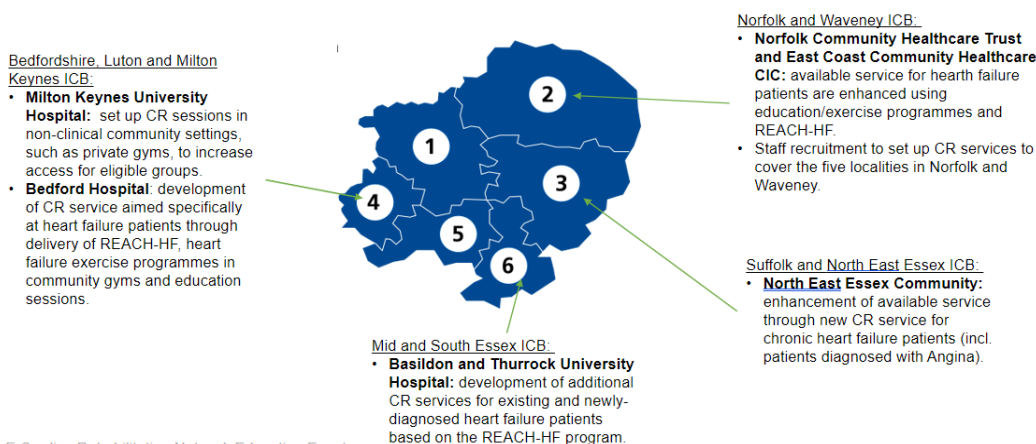 Bedfordshire, Luton and Milton
Keynes ICB:
• Milton Keynes University
Hospital: set up CR sessions in
non-clinical community settings,
such as private gyms, to increase
access for eligible groups.
• Bedford Hospital: development
of CR service aimed specifically
at heart failure patients through
delivery of REACH-HF, heart
failure exercise programmes in
community gyms and education
sessions.
1
2
3
4
5
6
Norfolk and Waveney ICB:
• Norfolk Community Healthcare Trust
and East Coast Community Healthcare
CIC: available service for hearth failure
patients are enhanced using
education/exercise programmes and
REACH-HF.
• Staff recruitment to set up CR services to
cover the five localities in Norfolk and
Waveney.
Suffolk and North East Essex ICB:
• North East Essex Community:
enhancement of available service
through new CR service for
chronic heart failure patients (incl.
patients diagnosed with Angina).
Mid and South Essex ICB:
• Basildon and Thurrock University
Hospital: development of additional
CR services for existing and newly-
diagnosed heart failure patients
based on the REACH-HF program.